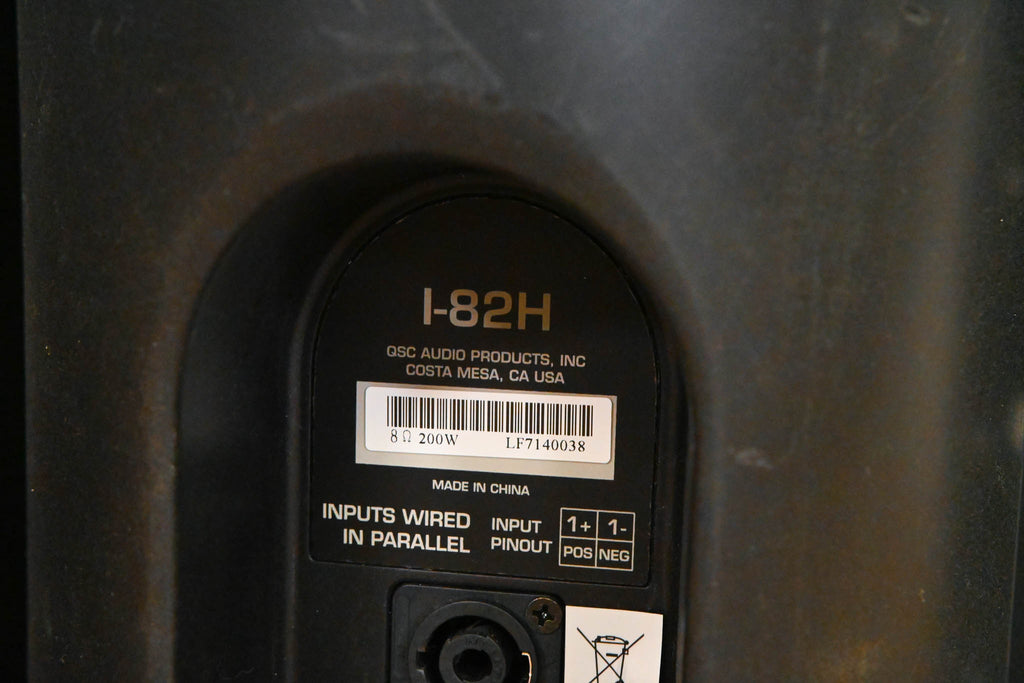 I-82H
QSC AUDIO PRODUCTS, INC
COSTA MESA, CA USA
8 Ω 200W LF7140038
MADE IN CHINA
INPUTS WIRED
IN PARALLEL
INPUT
PINOUT
1+ 1-
POS NEG